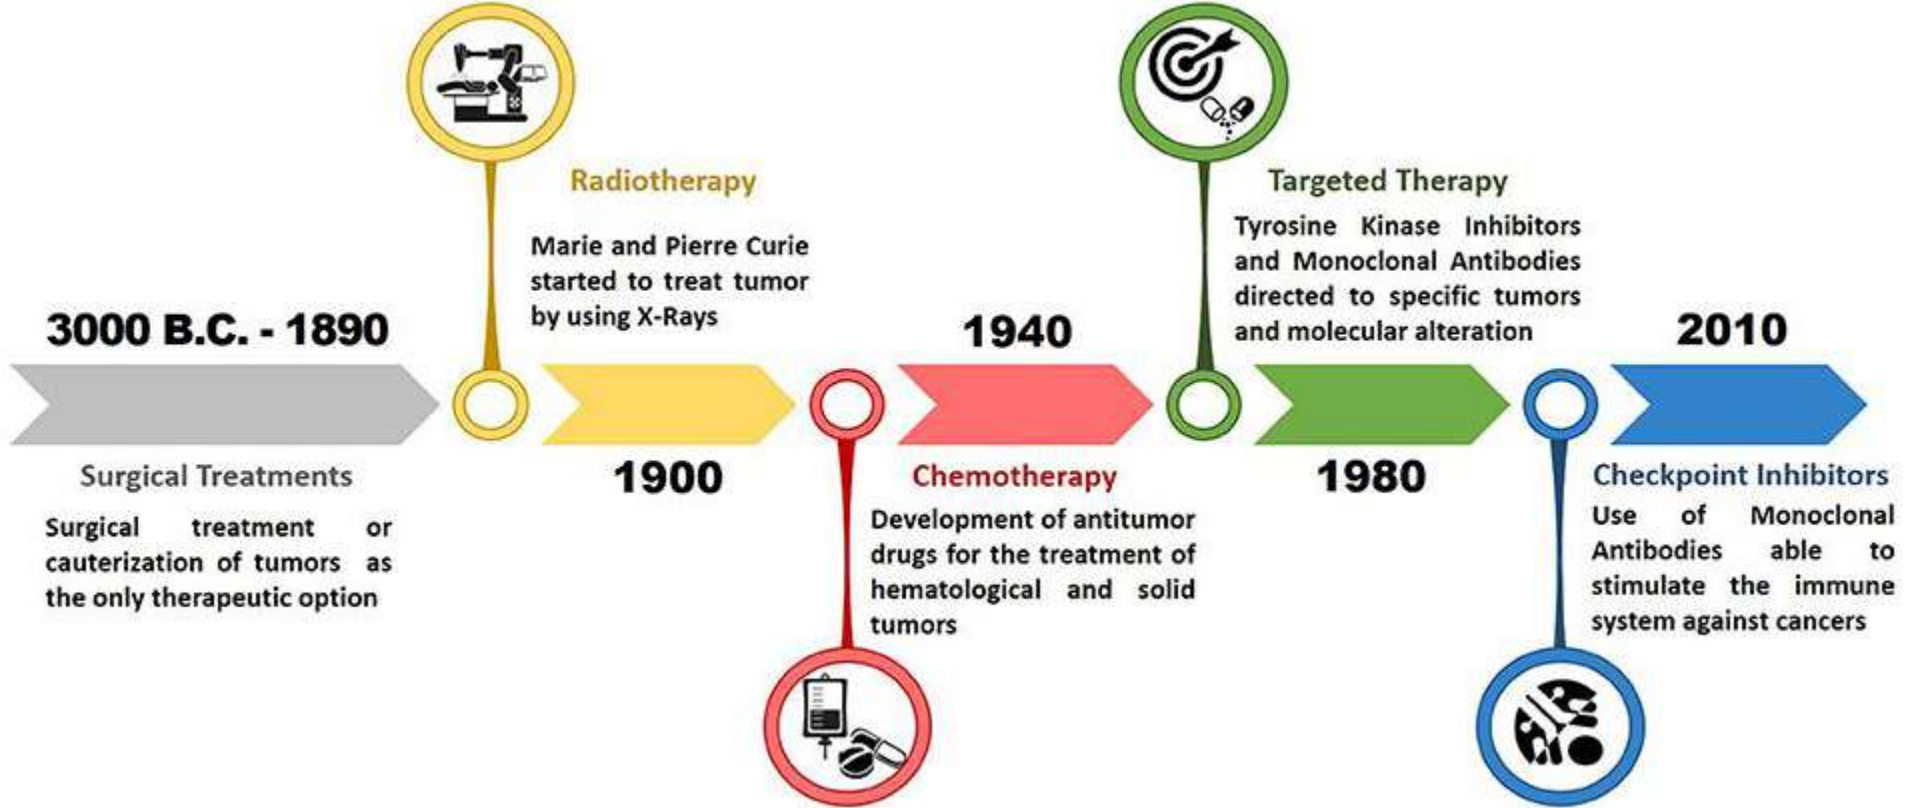 3000 B.C. - 1890
Surgical Treatments
Surgical treatment or
cauterization of tumors as
the only therapeutic option
Radiotherapy
Marie and Pierre Curie
started to treat tumor
by using X-Rays
1900
1940
Chemotherapy
Development of antitumor
drugs for the treatment of
hematological and solid
tumors
Targeted Therapy
Tyrosine Kinase Inhibitors
and Monoclonal Antibodies
directed to specific tumors
and molecular alteration
1980
2010
Checkpoint Inhibitors
Use of Monoclonal
Antibodies able to
stimulate the immune
system against cancers